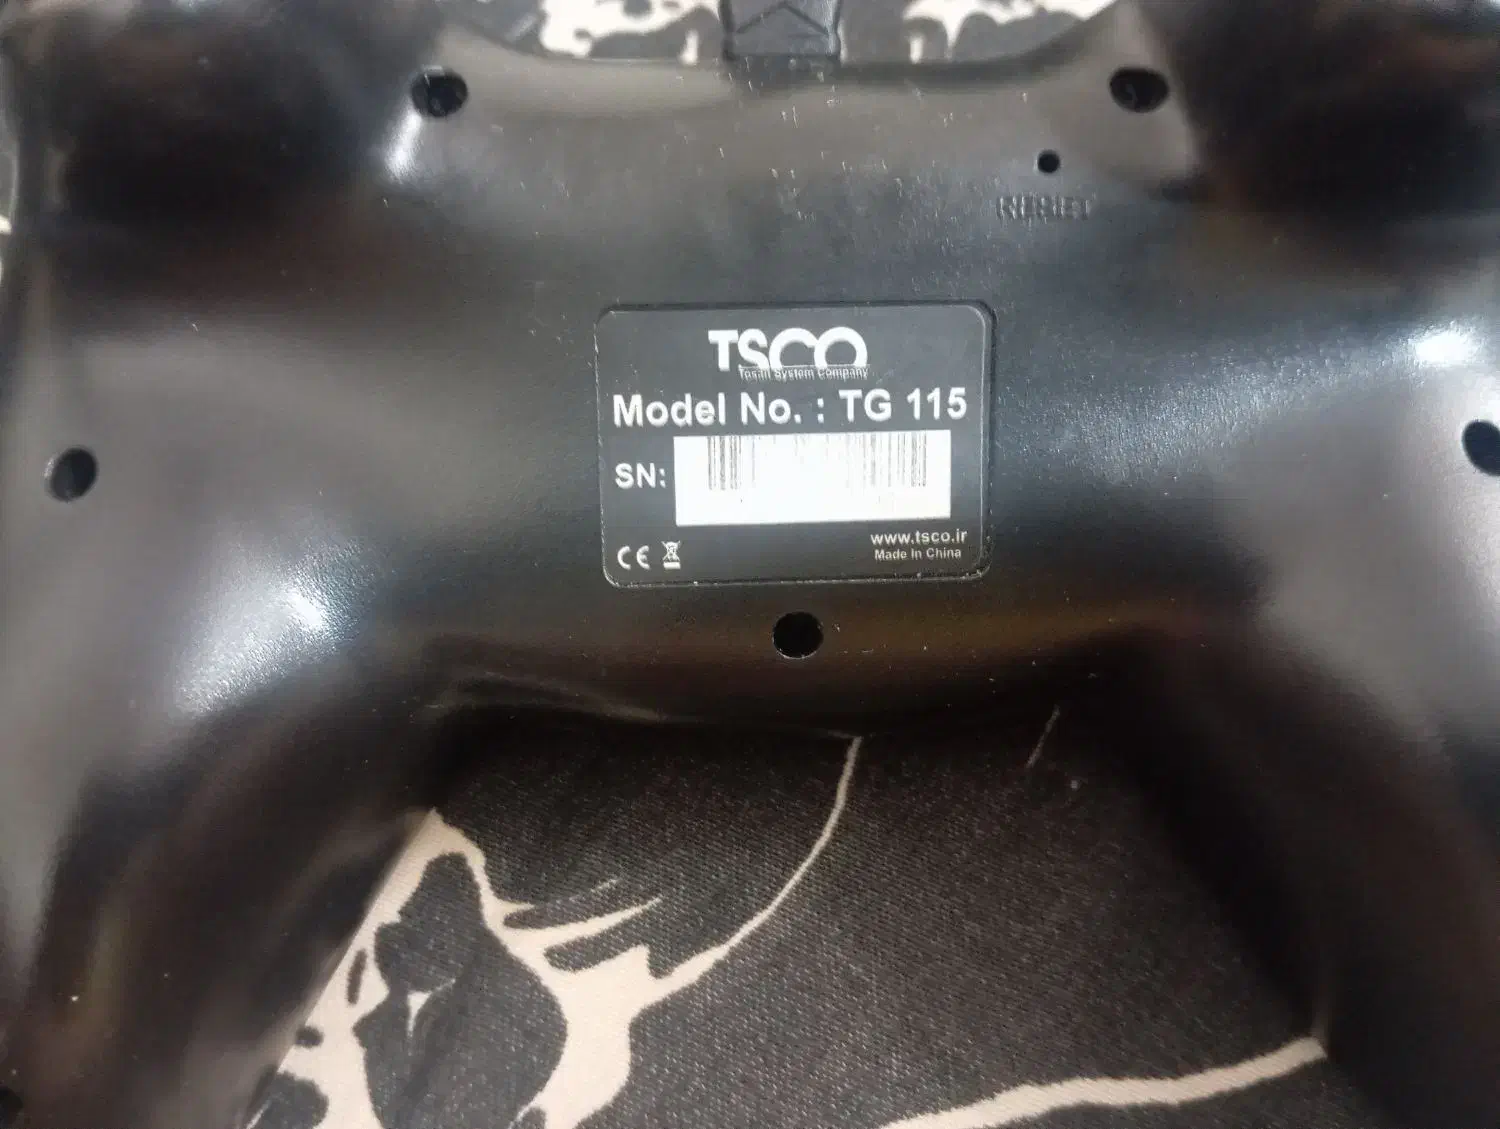 RESET
TSCO
Tosan System Company
Model No. : TG 115
SN:
CE
www.tsco.ir
Made In China